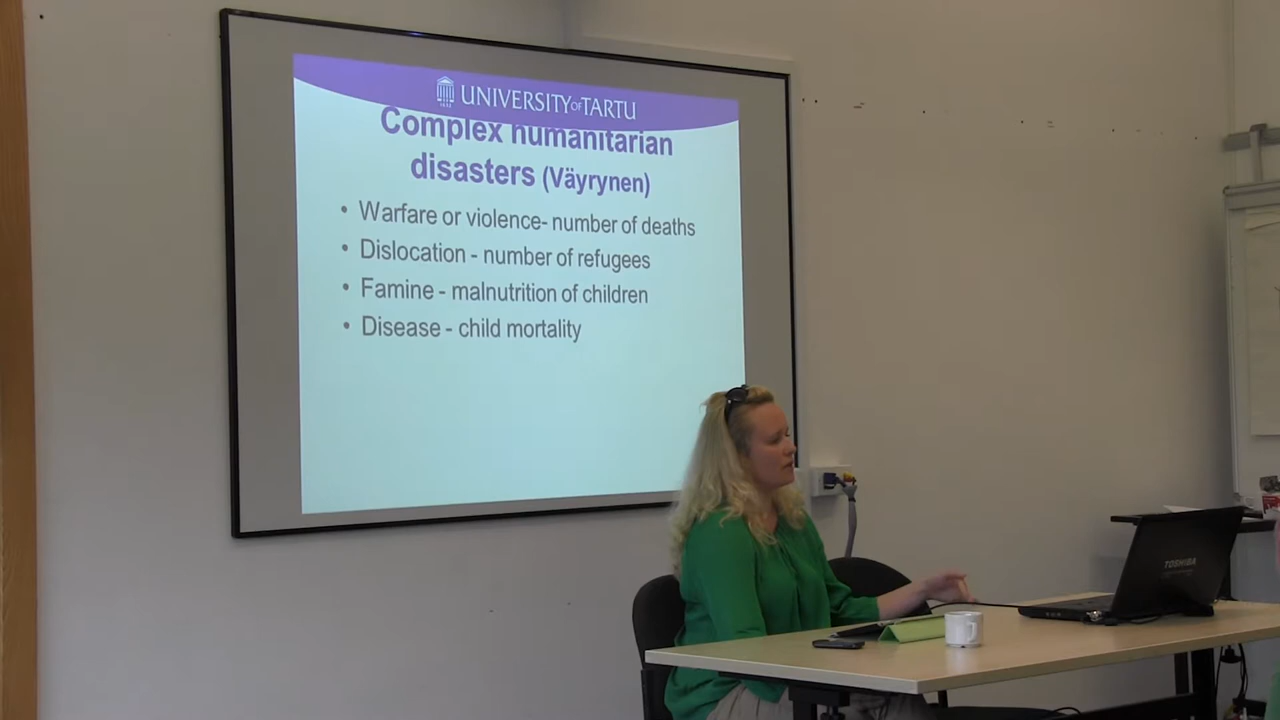 UNIVERSITY OF TARTU
Complex humanitarian
disasters (Väyrynen)
• Warfare or violence- number of deaths
• Dislocation - number of refugees
• Famine - malnutrition of children
• Disease - child mortality
TOSHIBA